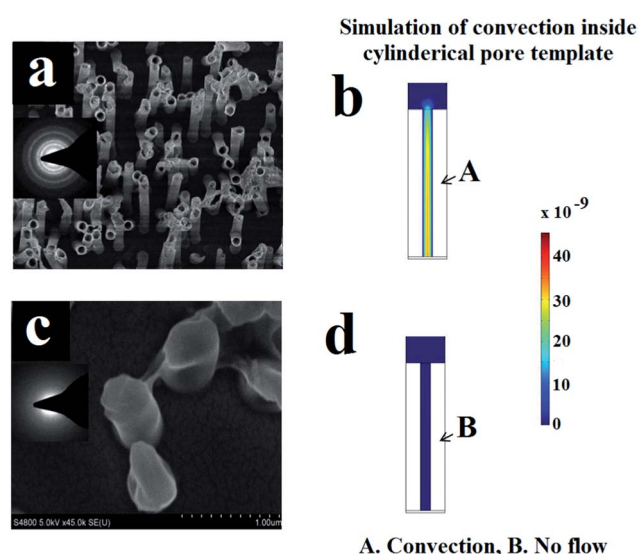 Simulation of convection inside
cylinderical pore template
a
b
A
x 10⁻⁹
40
30
20
10
0
c
S4800 5.0kV x45.0k SE(U)
1.00um
d
B
A. Convection, B. No flow